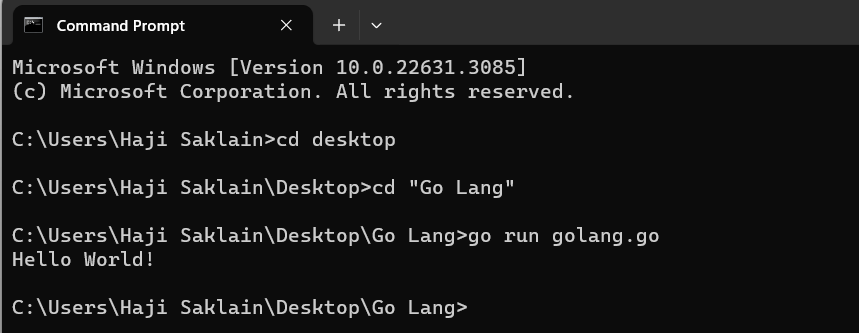 Command Prompt
Microsoft Windows [Version 10.0.22631.3085]
(c) Microsoft Corporation. All rights reserved.
C:\Users\Haji Saklain>cd desktop
C:\Users\Haji Saklain\Desktop>cd "Go Lang"
C:\Users\Haji Saklain\Desktop\Go Lang>go run golang.go
Hello World!
C:\Users\Haji Saklain\Desktop\Go Lang>